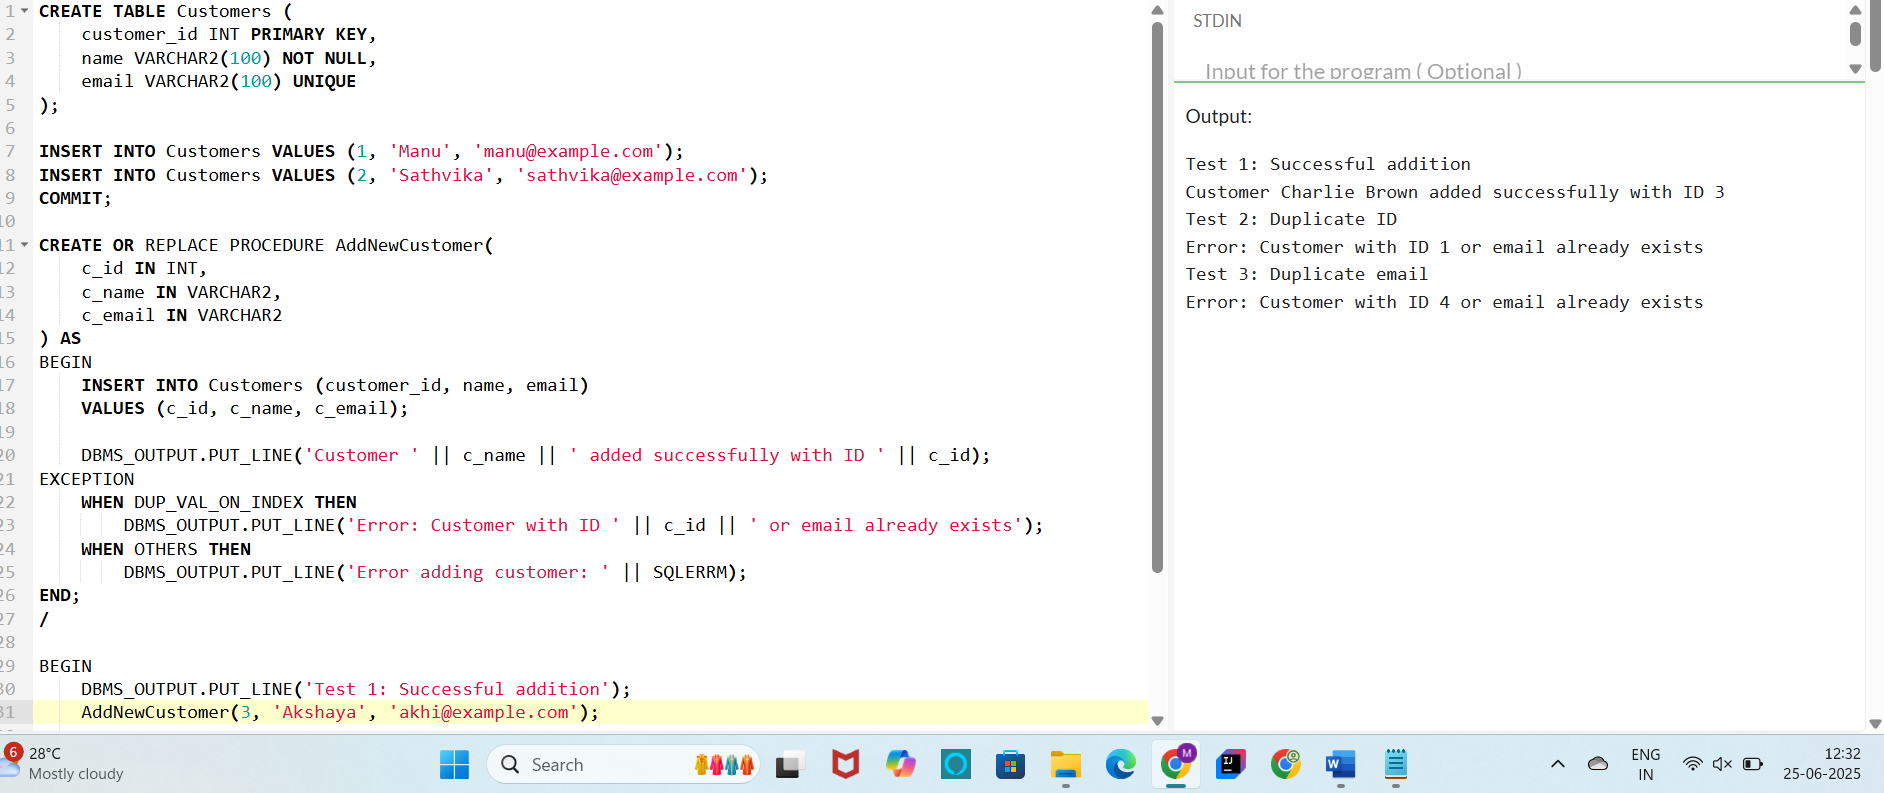 1 CREATE TABLE Customers (
2 customer_id INT PRIMARY KEY,
3 name VARCHAR2(100) NOT NULL,
4 email VARCHAR2(100) UNIQUE
5 );
6
7 INSERT INTO Customers VALUES (1, 'Manu', 'manu@example.com');
8 INSERT INTO Customers VALUES (2, 'Sathvika', 'sathvika@example.com');
9 COMMIT;
10
11 CREATE OR REPLACE PROCEDURE AddNewCustomer(
12 c_id IN INT,
13 c_name IN VARCHAR2,
14 c_email IN VARCHAR2
15 ) AS
16 BEGIN
17 INSERT INTO Customers (customer_id, name, email)
18 VALUES (c_id, c_name, c_email);
19
20 DBMS_OUTPUT.PUT_LINE('Customer ' || c_name || ' added successfully with ID ' || c_id);
21 EXCEPTION
22 WHEN DUP_VAL_ON_INDEX THEN
23 DBMS_OUTPUT.PUT_LINE('Error: Customer with ID ' || c_id || ' or email already exists');
24 WHEN OTHERS THEN
25 DBMS_OUTPUT.PUT_LINE('Error adding customer: ' || SQLERRM);
26 END;
27 /
28
29 BEGIN
30 DBMS_OUTPUT.PUT_LINE('Test 1: Successful addition');
31 AddNewCustomer(3, 'Akshaya', 'akhi@example.com');
STDIN
Input for the program ( Optional )
Output:
Test 1: Successful addition
Customer Charlie Brown added successfully with ID 3
Test 2: Duplicate ID
Error: Customer with ID 1 or email already exists
Test 3: Duplicate email
Error: Customer with ID 4 or email already exists
6
28°C
Mostly cloudy
Search
M
IJ
W
ENG
IN
12:32
25-06-2025